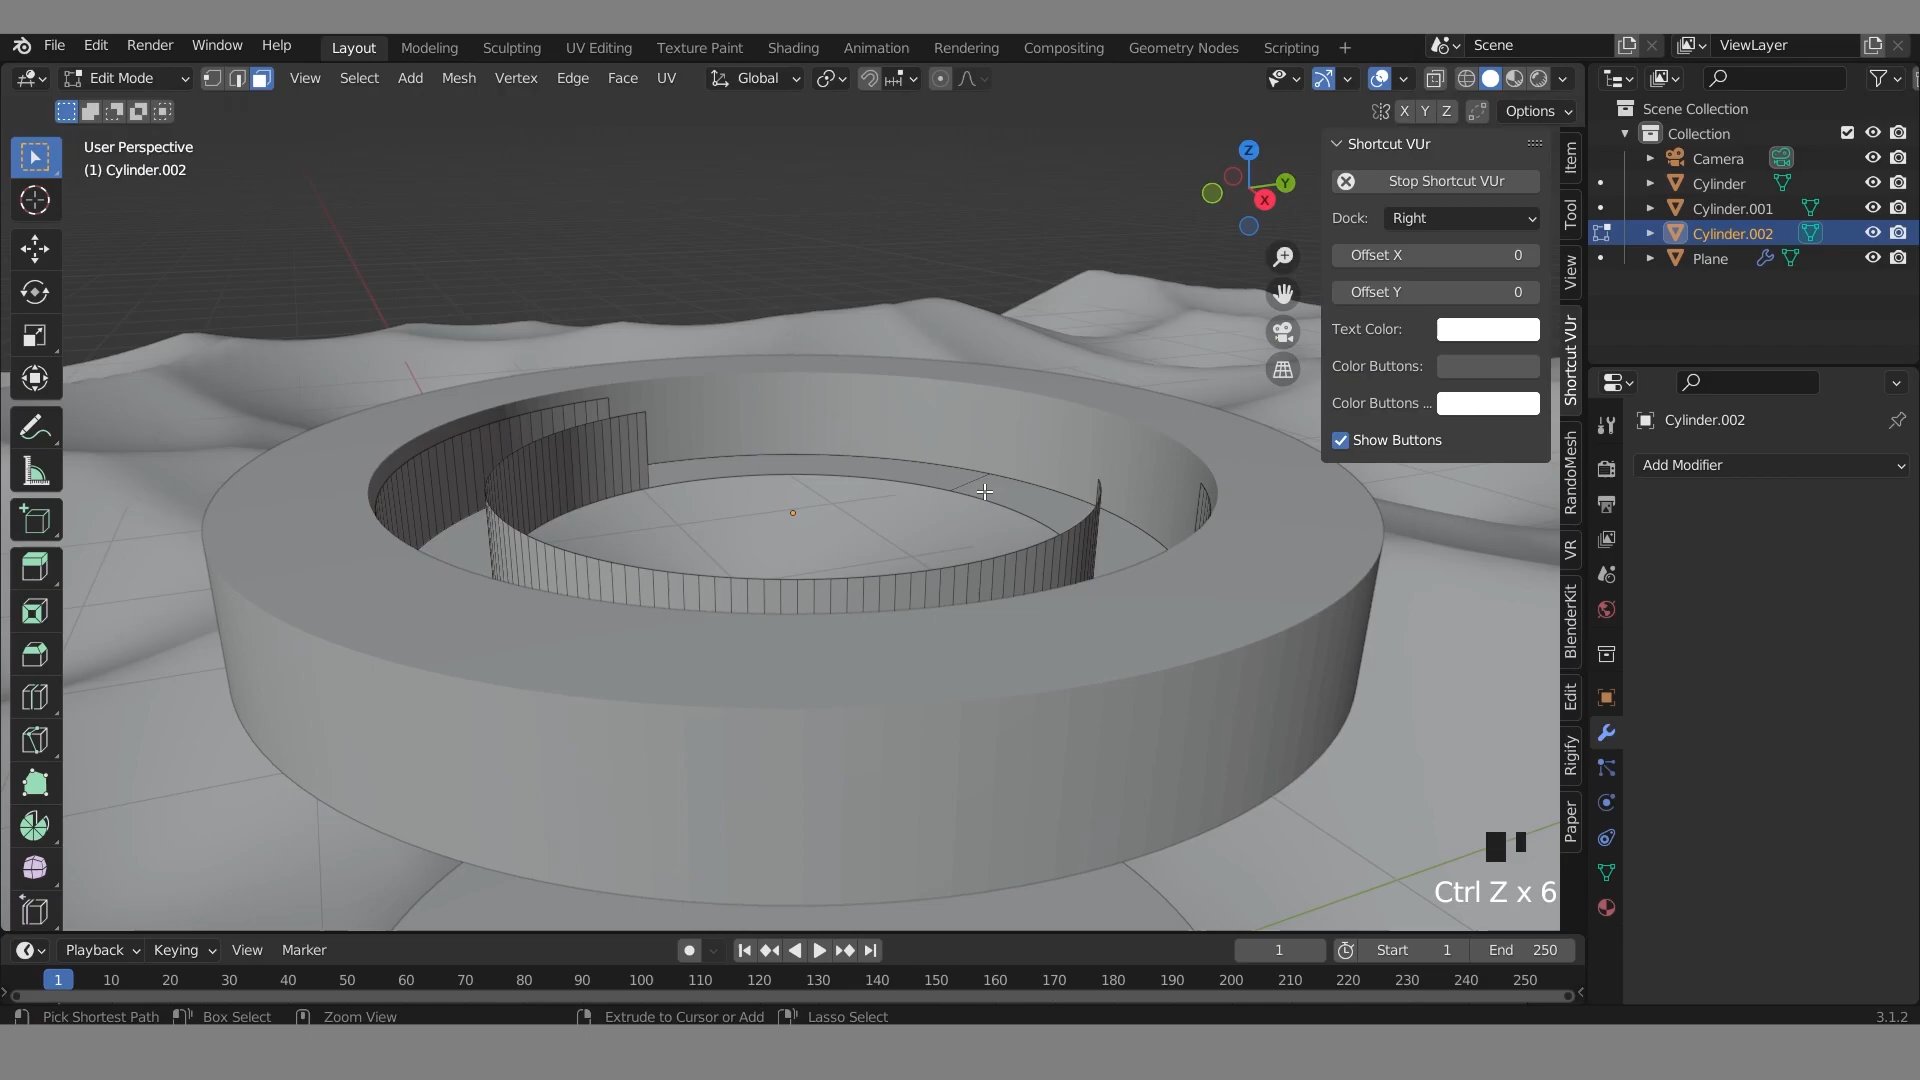 File Edit Render Window Help
Layout Modeling Sculpting UV Editing Texture Paint Shading Animation Rendering Compositing Geometry Nodes Scripting +
Scene
ViewLayer
Edit Mode
View Select Add Mesh Vertex Edge Face UV
Global
X Y Z Options
User Perspective
(1) Cylinder.002
Z
Y
X
Shortcut VUr
Stop Shortcut VUr
Dock: Right
Offset X 0
Offset Y 0
Text Color:
Color Buttons:
Color Buttons ...
Show Buttons
Item
Tool
View
Shortcut VUr
RandoMesh
VR
BlenderKit
Edit
Rigify
Paper
Scene Collection
Collection
Camera
Cylinder
Cylinder.001
Cylinder.002
Plane
Cylinder.002
Add Modifier
Ctrl Z x 6
Playback Keying View Marker
1 Start 1 End 250
1 10 20 30 40 50 60 70 80 90 100 110 120 130 140 150 160 170 180 190 200 210 220 230 240 250
Pick Shortest Path Box Select Zoom View Extrude to Cursor or Add Lasso Select
3.1.2